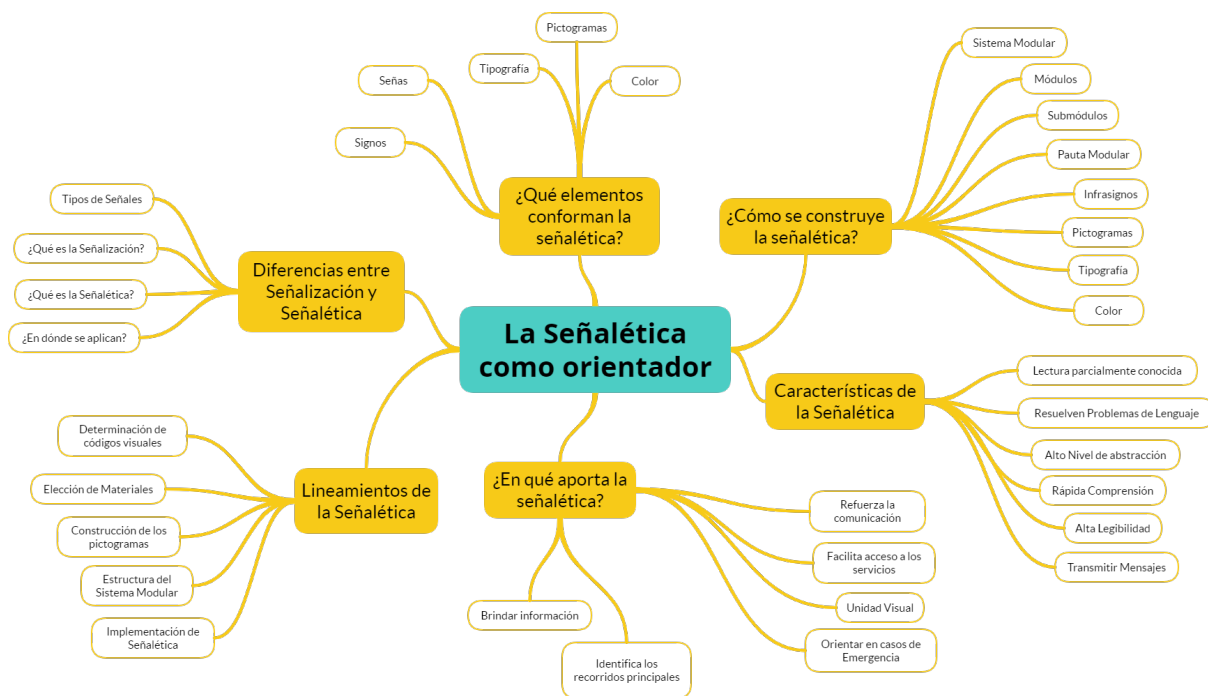 La Señalética
como orientador
¿Qué elementos
conforman la
señalética?
Signos
Señas
Tipografía
Pictogramas
Color
¿Cómo se construye
la señalética?
Sistema Modular
Módulos
Submódulos
Pauta Modular
Infrasignos
Pictogramas
Tipografía
Color
Características de
la Señalética
Lectura parcialmente conocida
Resuelven Problemas de Lenguaje
Alto Nivel de abstracción
Rápida Comprensión
Alta Legibilidad
Transmitir Mensajes
¿En qué aporta la
señalética?
Refuerza la
comunicación
Facilita acceso a los
servicios
Unidad Visual
Orientar en casos de
Emergencia
Identifica los
recorridos principales
Brindar información
Lineamientos de
la Señalética
Determinación de
códigos visuales
Elección de Materiales
Construcción de los
pictogramas
Estructura del
Sistema Modular
Implementación de
Señalética
Diferencias entre
Señalización y
Señalética
Tipos de Señales
¿Qué es la Señalización?
¿Qué es la Señalética?
¿En dónde se aplican?